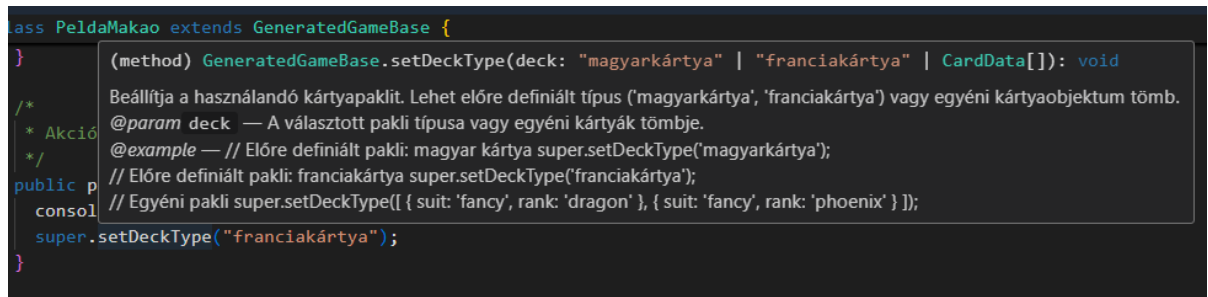 lass PeldaMakao extends GeneratedGameBase {
}
(method) GeneratedGameBase.setDeckType(deck: "magyarkártya" | "franciakártya" | CardData[]): void
Beállítja a használandó kártyapaklit. Lehet előre definiált típus ('magyarkártya', 'franciakártya') vagy egyéni kártyaobjektum tömb.
@param deck — A választott pakli típusa vagy egyéni kártyák tömbje.
@example — // Előre definiált pakli: magyar kártya super.setDeckType('magyarkártya');
// Előre definiált pakli: franciakártya super.setDeckType('franciakártya');
// Egyéni pakli super.setDeckType([ { suit: 'fancy', rank: 'dragon' }, { suit: 'fancy', rank: 'phoenix' } ]);
/*
* Akció
*/
public p
consol
super.setDeckType("franciakártya");
}